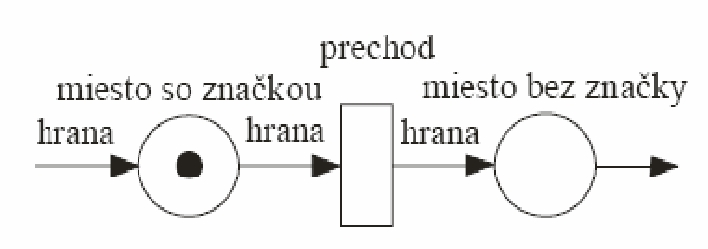 prechod
miesto so značkou
miesto bez značky
hrana
hrana
hrana